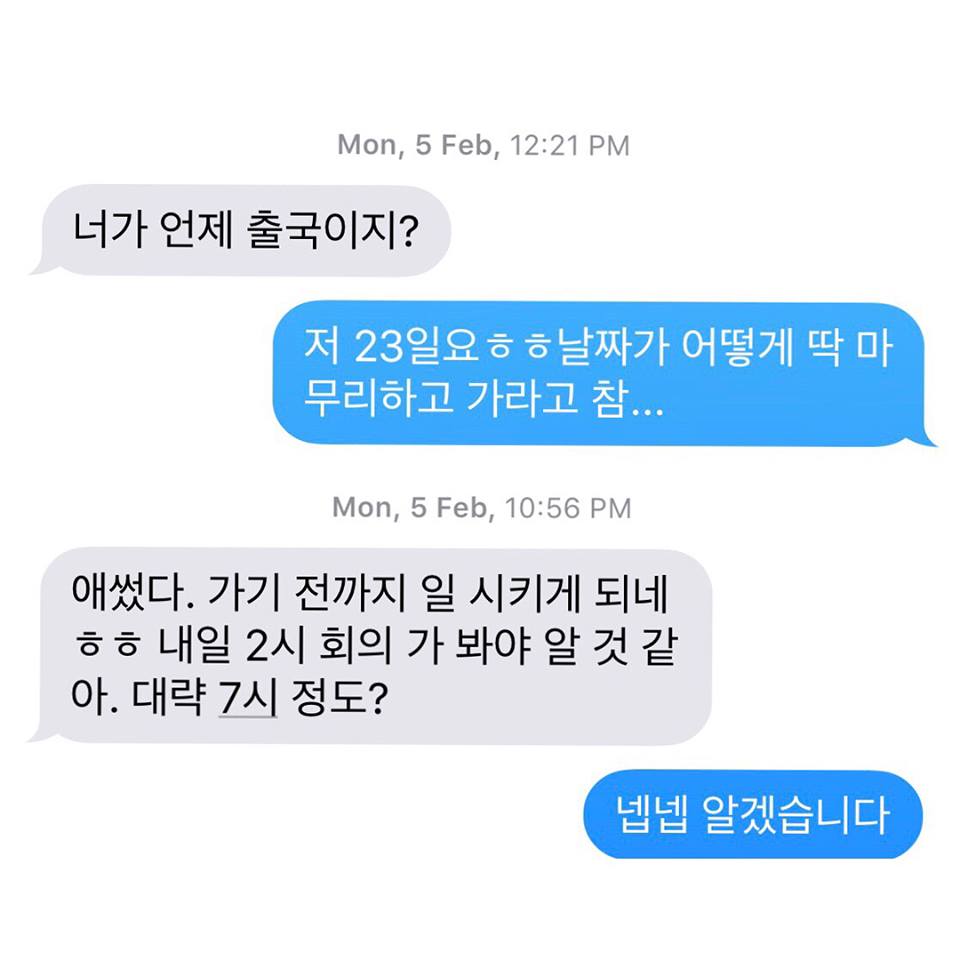 Mon, 5 Feb, 12:21 PM
너가 언제 출국이지?
저 23일요ㅎㅎ날짜가 어떻게 딱 마
무리하고 가라고 참...
Mon, 5 Feb, 10:56 PM
애썼다. 가기 전까지 일 시키게 되네
ㅎㅎ 내일 2시 회의 가 봐야 알 것 같
아. 대략 7시 정도?
넵넵 알겠습니다